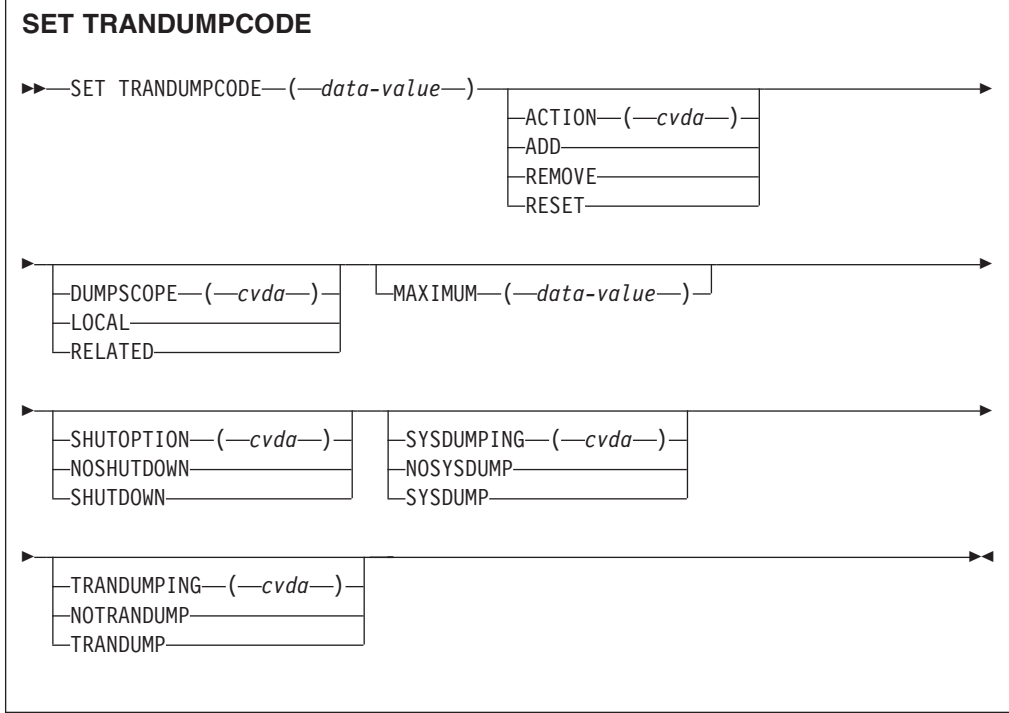 SET TRANDUMPCODE
SET TRANDUMPCODE ( data-value )
ACTION ( cvda )
ADD
REMOVE
RESET
DUMPSCOPE ( cvda )
LOCAL
RELATED
MAXIMUM ( data-value )
SHUTOPTION ( cvda )
NOSHUTDOWN
SHUTDOWN
SYSDUMPING ( cvda )
NOSYSDUMP
SYSDUMP
TRANDUMPING ( cvda )
NOTRANDUMP
TRANDUMP